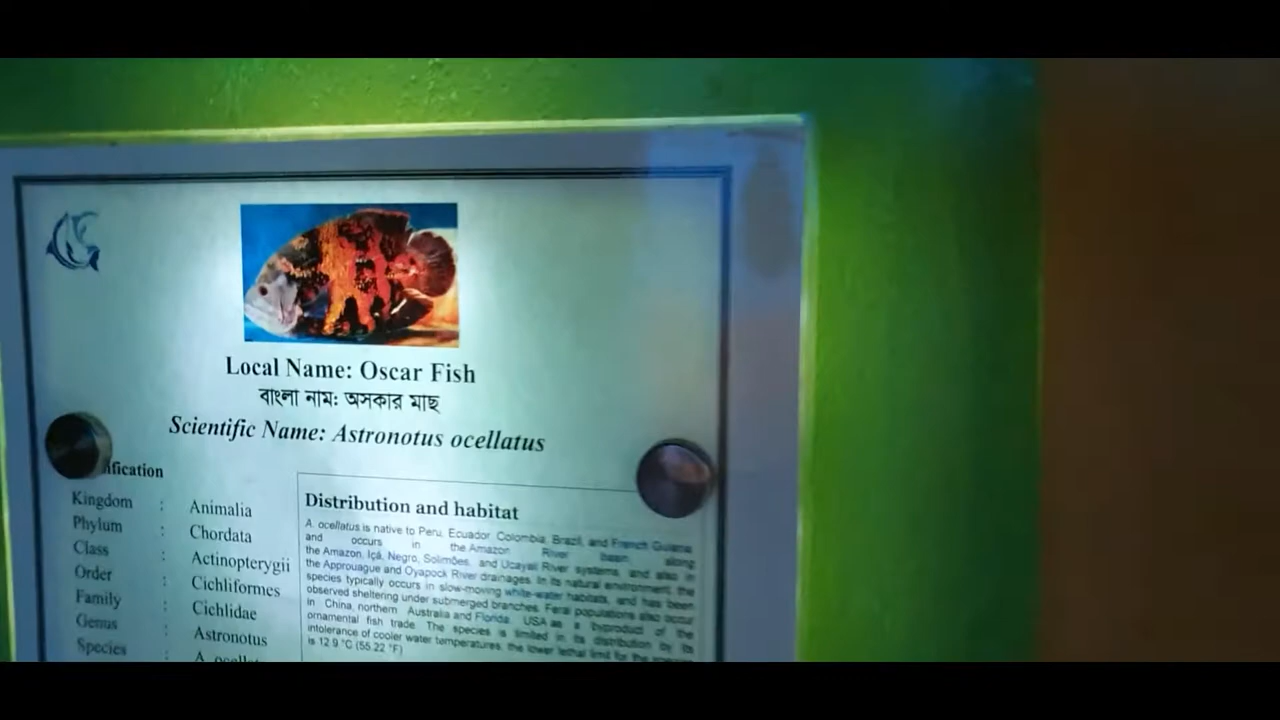 Local Name: Oscar Fish
বাংলা নাম: অসকার মাছ
Scientific Name: Astronotus ocellatus
ification
Kingdom : Animalia
Phylum : Chordata
Class : Actinopterygii
Order : Cichliformes
Family : Cichlidae
Genus : Astronotus
Species :
Distribution and habitat
A. ocellatus is native to Peru, Ecuador, Colombia, Brazil, and French Guiana
and occurs in the Amazon River basin, along
the Amazon, Içá, Negro, Solimões, and Ucayali River systems, and also in
the Approuague and Oyapock River drainages. In its natural environment, the
species typically occurs in slow-moving white-water habitats, and has been
observed sheltering under submerged branches. Feral populations also occur
in China, northern Australia and Florida, USA as a byproduct of the
ornamental fish trade. The species is limited in its distribution by its
intolerance of cooler water temperatures, the lower lethal limit for the species
is 12.9 °C (55.22 °F)